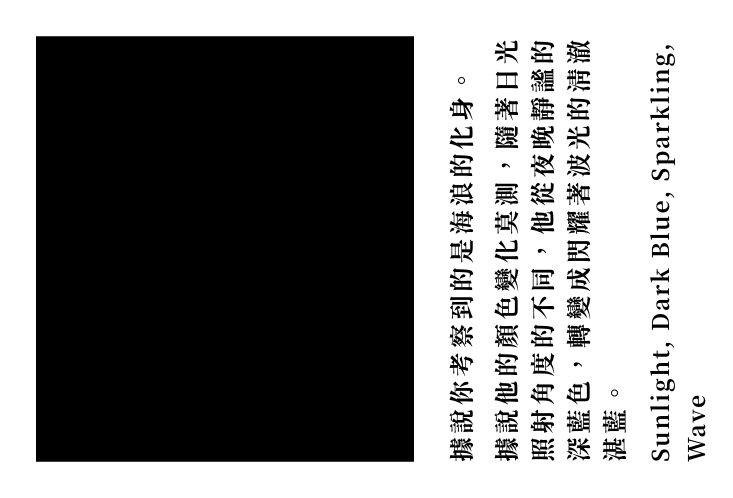 據說你考察到的是海浪的化身。
據說他的顏色變化莫測，隨著日光
照射角度的不同，他從夜晚靜謐的
深藍色，轉變成閃耀著波光的清澈
湛藍。
Sunlight, Dark Blue, Sparkling,
Wave